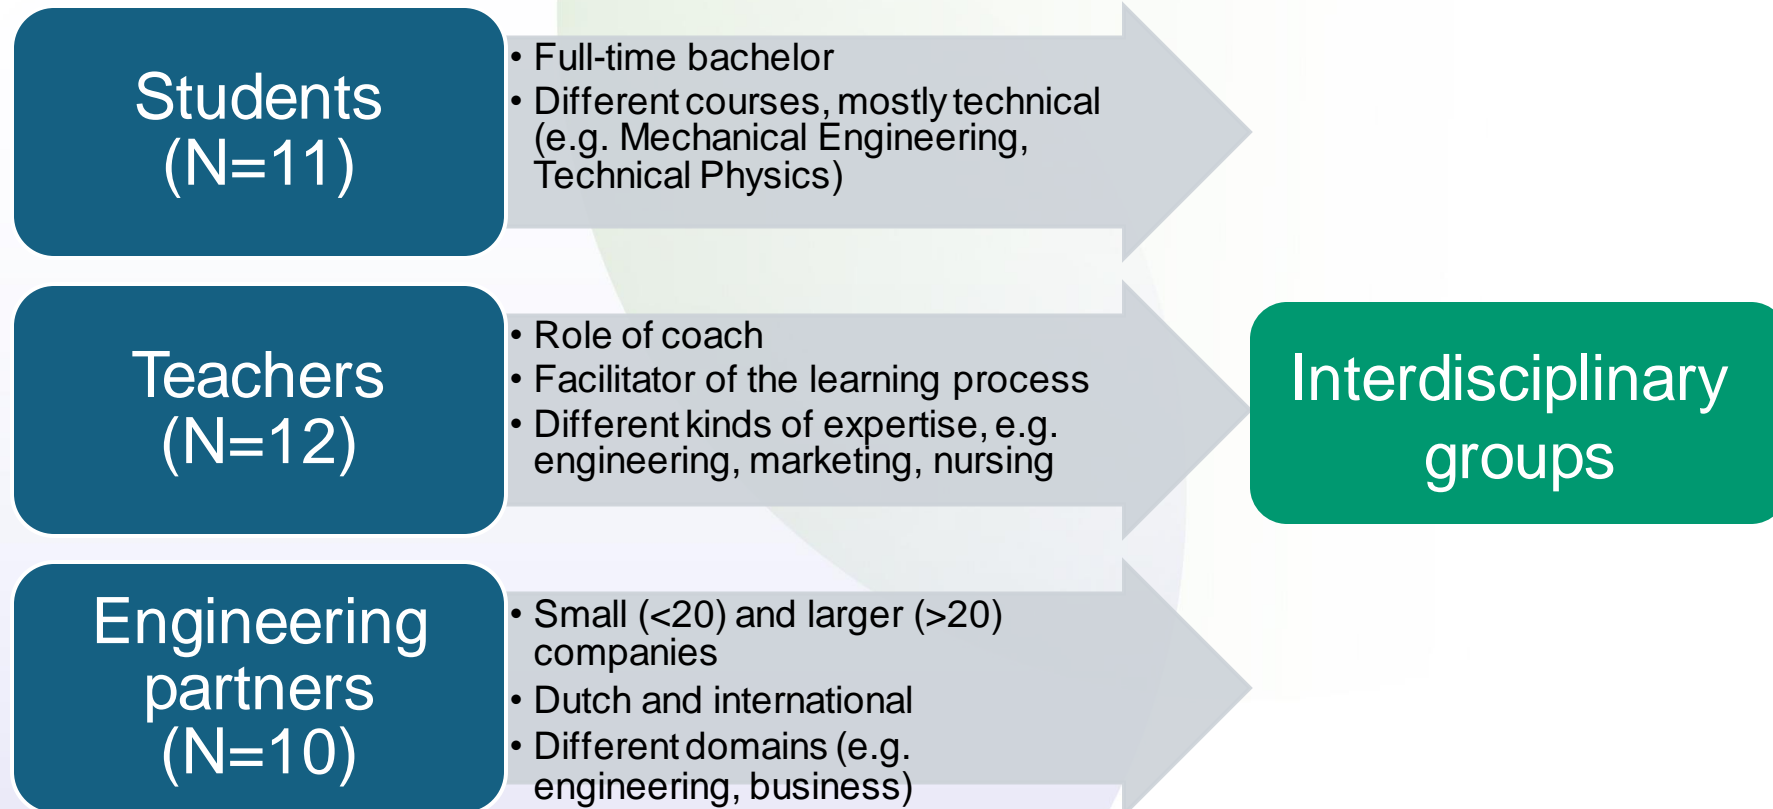 Students
(N=11)
• Full-time bachelor
• Different courses, mostly technical
(e.g. Mechanical Engineering,
Technical Physics)
Teachers
(N=12)
• Role of coach
• Facilitator of the learning process
• Different kinds of expertise, e.g.
engineering, marketing, nursing
Engineering
partners
(N=10)
• Small (<20) and larger (>20)
companies
• Dutch and international
• Different domains (e.g.
engineering, business)
Interdisciplinary
groups